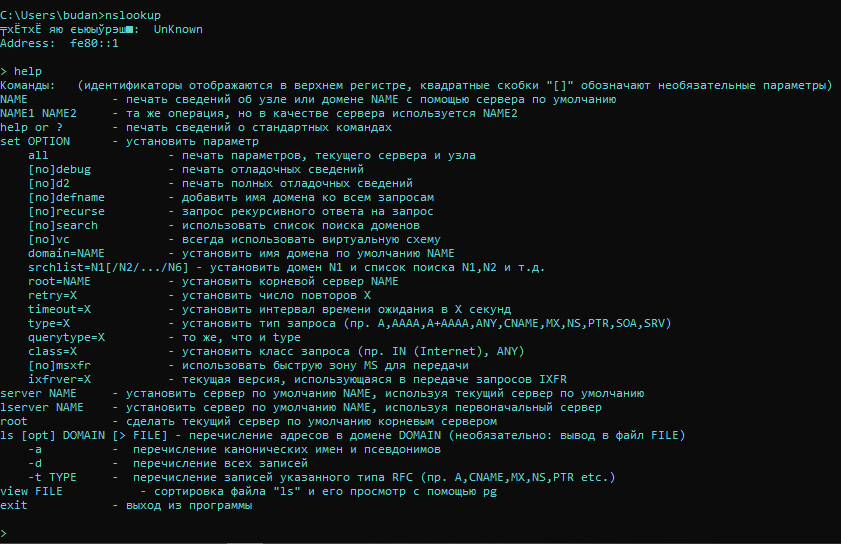 C:\Users\budan>nslookup
╤хЁтхЁ яю єьюыўрэш■:  UnKnown
Address:  fe80::1

> help
Команды:   (идентификаторы отображаются в верхнем регистре, квадратные скобки "[]" обозначают необязательные параметры)
NAME            - печать сведений об узле или домене NAME с помощью сервера по умолчанию
NAME1 NAME2     - та же операция, но в качестве сервера используется NAME2
help or ?       - печать сведений о стандартных командах
set OPTION      - установить параметр
    all                 - печать параметров, текущего сервера и узла
    [no]debug           - печать отладочных сведений
    [no]d2              - печать полных отладочных сведений
    [no]defname         - добавить имя домена ко всем запросам
    [no]recurse         - запрос рекурсивного ответа на запрос
    [no]search          - использовать список поиска доменов
    [no]vc              - всегда использовать виртуальную схему
    domain=NAME         - установить имя домена по умолчанию NAME
    srchlist=N1[/N2/.../N6] - установить домен N1 и список поиска N1,N2 и т.д.
    root=NAME           - установить корневой сервер NAME
    retry=X             - установить число повторов X
    timeout=X           - установить интервал времени ожидания в X секунд
    type=X              - установить тип запроса (пр. A,AAAA,A+AAAA,ANY,CNAME,MX,NS,PTR,SOA,SRV)
    querytype=X         - то же, что и type
    class=X             - установить класс запроса (пр. IN (Internet), ANY)
    [no]msxfr           - использовать быструю зону MS для передачи
    ixfrver=X           - текущая версия, использующаяся в передаче запросов IXFR
server NAME     - установить сервер по умолчанию NAME, используя текущий сервер по умолчанию
lserver NAME    - установить сервер по умолчанию NAME, используя первоначальный сервер
root            - сделать текущий сервер по умолчанию корневым сервером
ls [opt] DOMAIN [> FILE] - перечисление адресов в домене DOMAIN (необязательно: вывод в файл FILE)
    -a          -  перечисление канонических имен и псевдонимов
    -d          -  перечисление всех записей
    -t TYPE     -  перечисление записей указанного типа RFC (пр. A,CNAME,MX,NS,PTR etc.)
view FILE           - сортировка файла "ls" и его просмотр с помощью pg
exit            - выход из программы

>